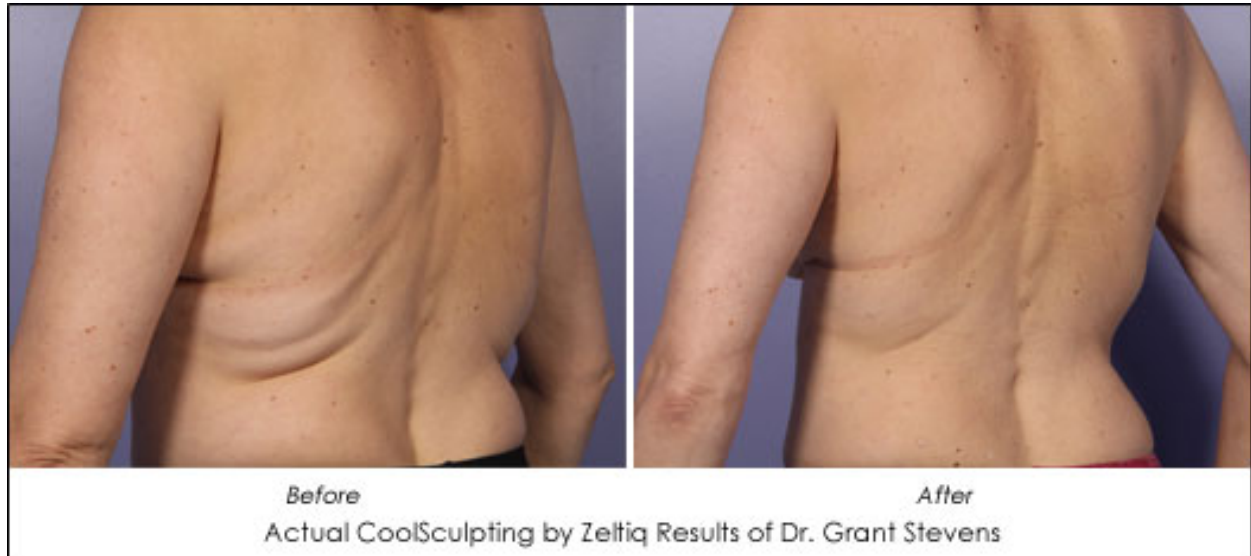 Before
After
Actual CoolSculpting by Zeltiq Results of Dr. Grant Stevens